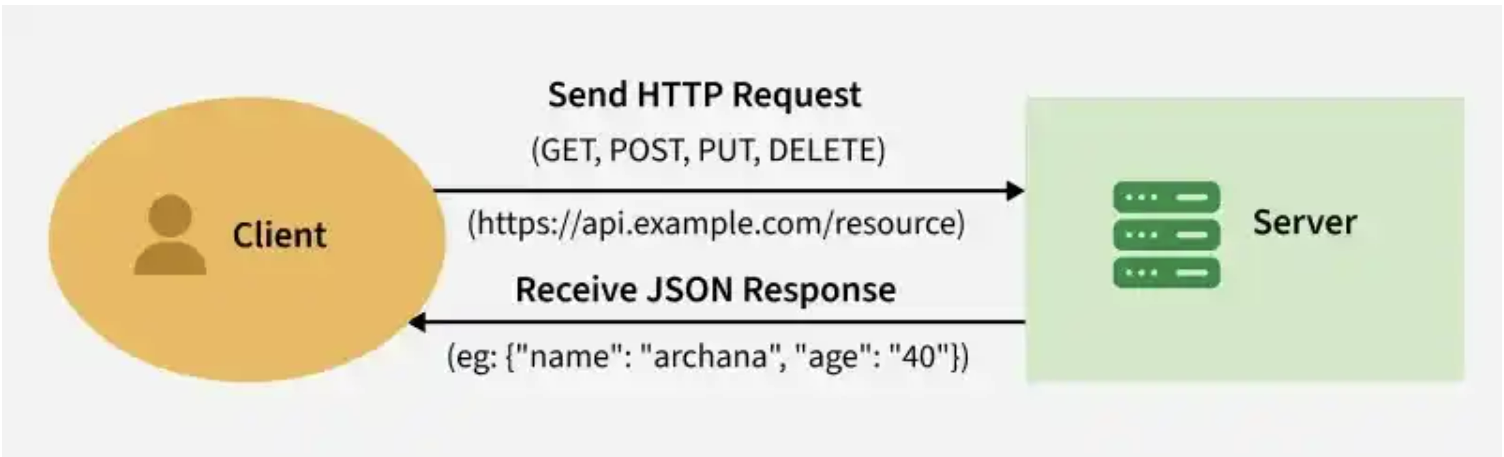 Send HTTP Request
(GET, POST, PUT, DELETE)
(https://api.example.com/resource)
Client
Server
Receive JSON Response
(eg: {"name": "archana", "age": "40"})